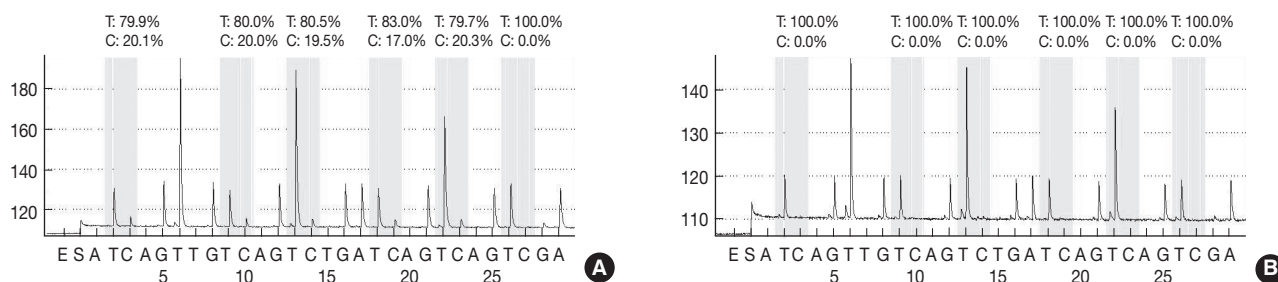 T: 79.9% T: 80.0% T: 80.5% T: 83.0% T: 79.7% T: 100.0%
C: 20.1% C: 20.0% C: 19.5% C: 17.0% C: 20.3% C: 0.0%
180
160
140
120
E S A T C A G T T G T C A G T C T G A T C A G T C A G T C G A
5 10 15 20 25
A
T: 100.0% T: 100.0% T: 100.0% T: 100.0% T: 100.0% T: 100.0%
C: 0.0% C: 0.0% C: 0.0% C: 0.0% C: 0.0% C: 0.0%
140
130
120
110
E S A T C A G T T G T C A G T C T G A T C A G T C A G T C G A
5 10 15 20 25
B